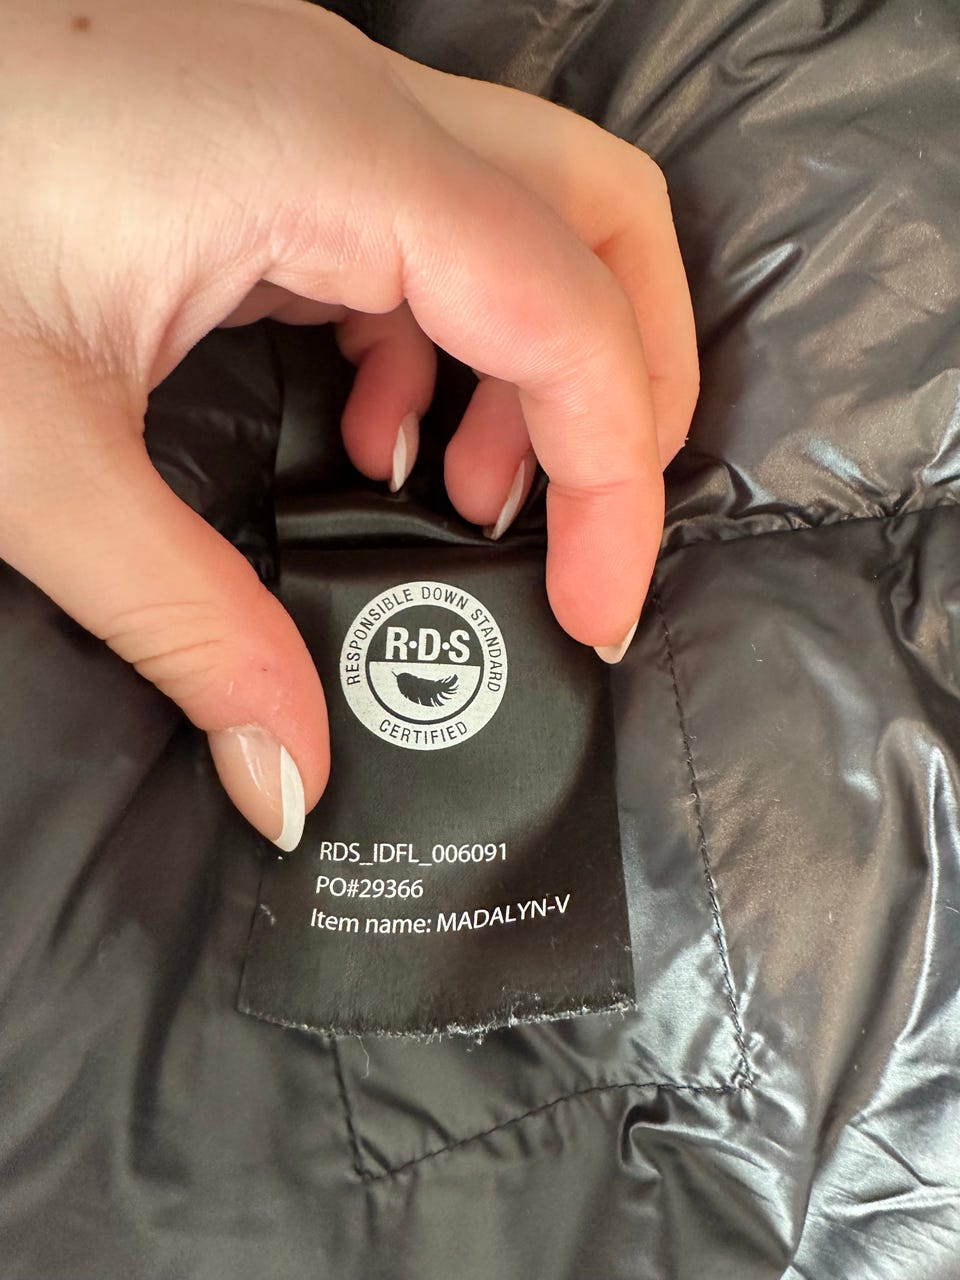 RESPONSIBLE DOWN STANDARD
R·D·S
CERTIFIED
RDS_IDFL_006091
PO#29366
Item name: MADALYN-V